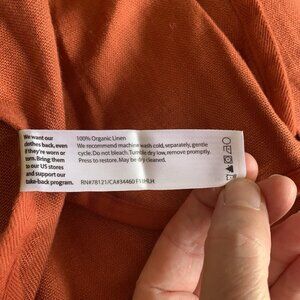 We want our
clothes back, even
if they're worn or
torn. Bring them
to our US stores
and support our
take-back program.
100% Organic Linen
We recommend machine wash cold, separately, gentle
cycle. Do not bleach. Tumble dry low, remove promptly.
Press to restore. May be dry cleaned.
RN#78121/CA#34460